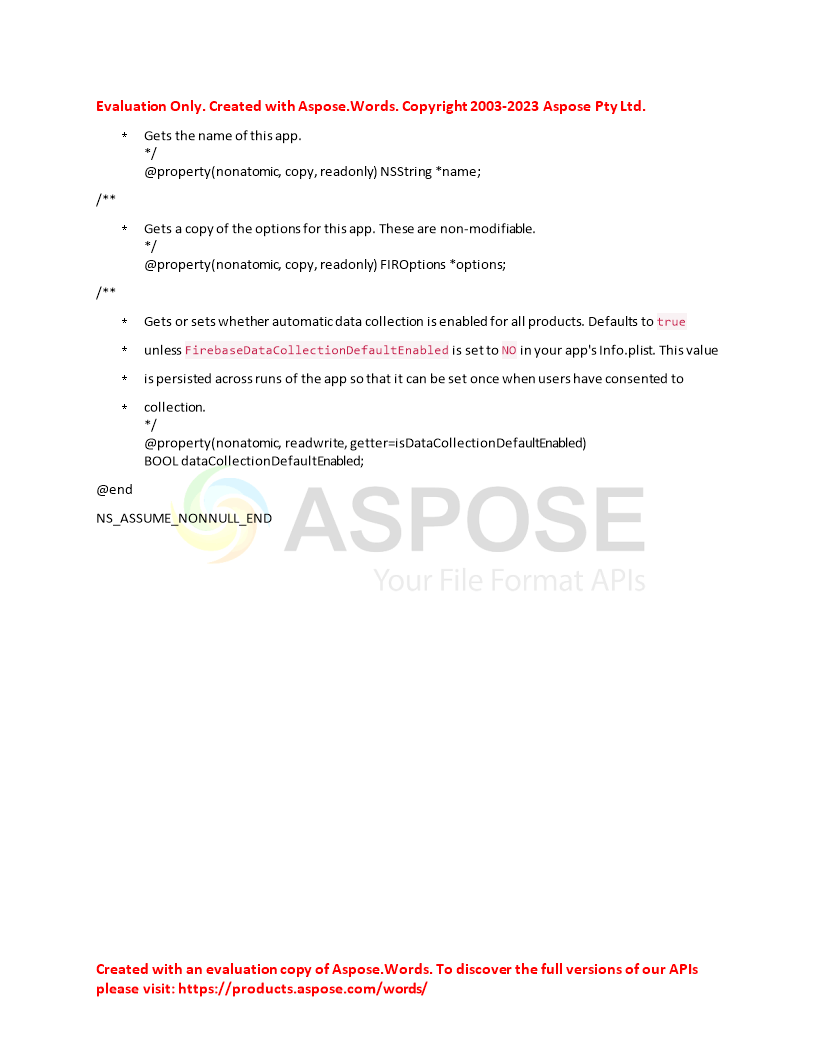 Evaluation Only. Created with Aspose.Words. Copyright 2003-2023 Aspose Pty Ltd.
* Gets the name of this app.
*/
@property(nonatomic, copy, readonly) NSString *name;
/**
* Gets a copy of the options for this app. These are non-modifiable.
*/
@property(nonatomic, copy, readonly) FIROptions *options;
/**
* Gets or sets whether automatic data collection is enabled for all products. Defaults to true
* unless FirebaseDataCollectionDefaultEnabled is set to NO in your app's Info.plist. This value
* is persisted across runs of the app so that it can be set once when users have consented to
* collection.
*/
@property(nonatomic, readwrite, getter=isDataCollectionDefaultEnabled)
BOOL dataCollectionDefaultEnabled;
@end
NS_ASSUME_NONNULL_END
ASPOSE
Your File Format APIs
Created with an evaluation copy of Aspose.Words. To discover the full versions of our APIs
please visit: https://products.aspose.com/words/